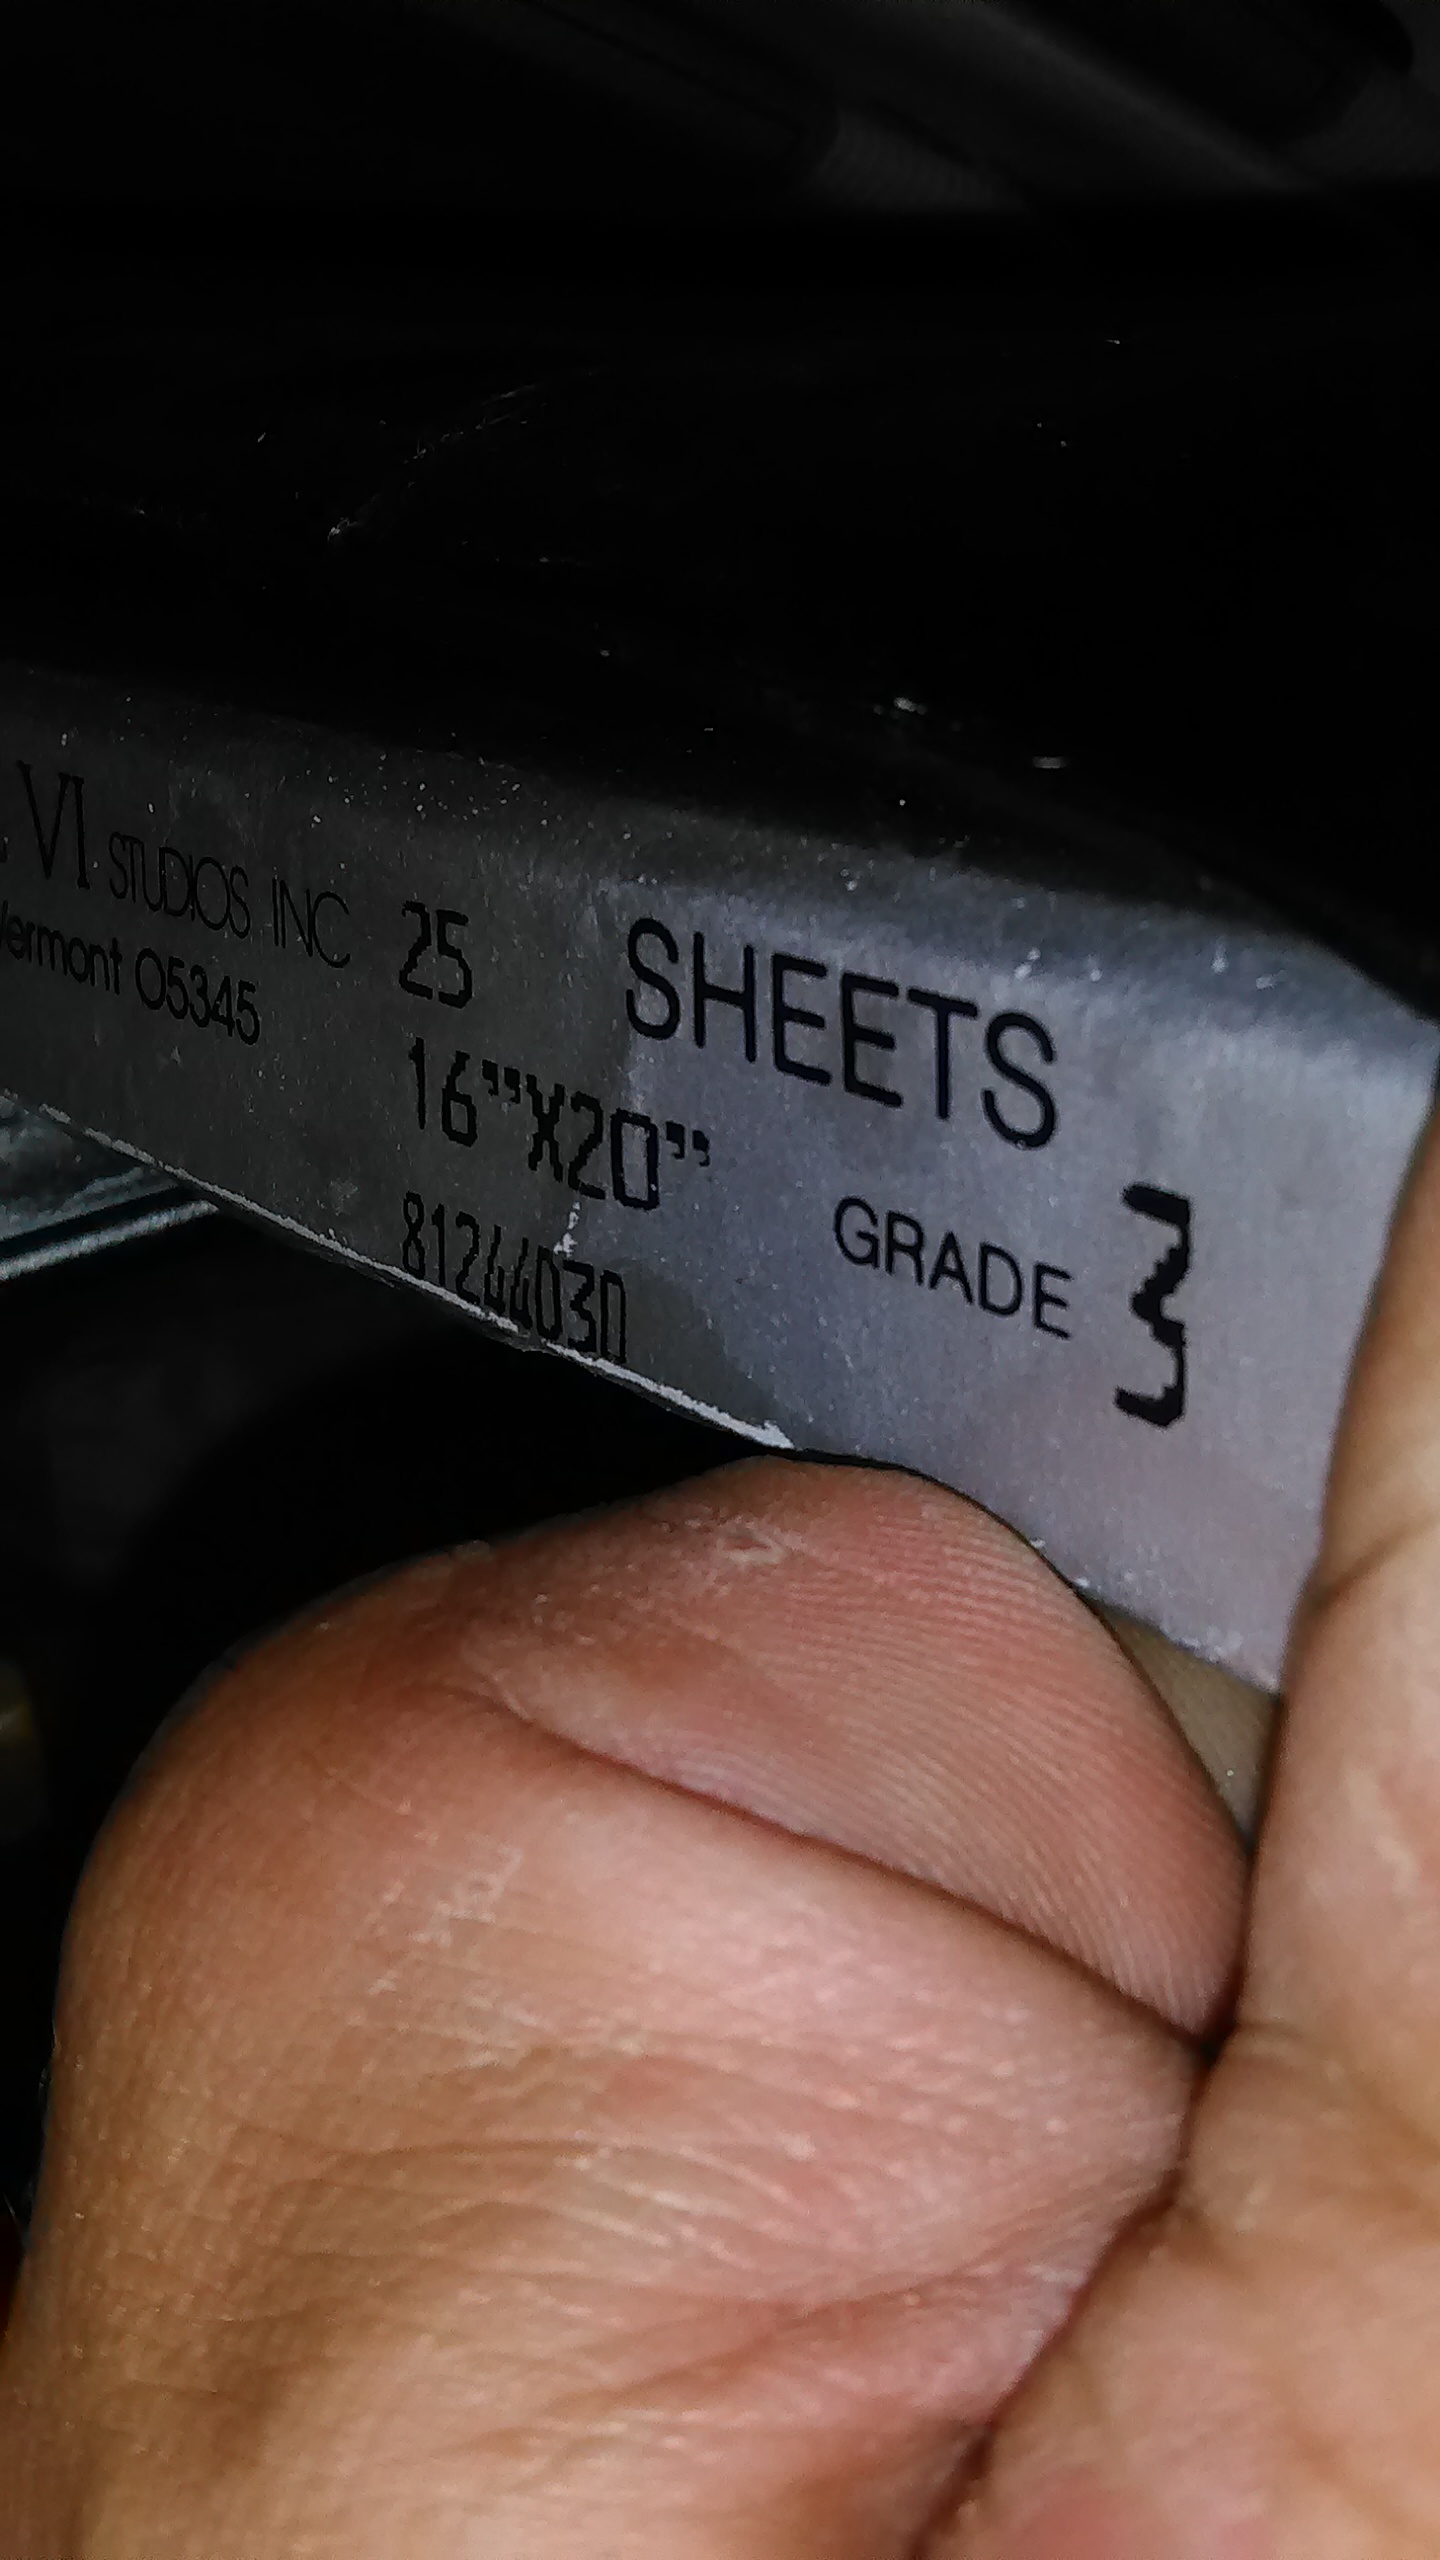 VI STUDIOS INC
Vermont 05345
25 SHEETS
16"X20"
GRADE 3
81244030